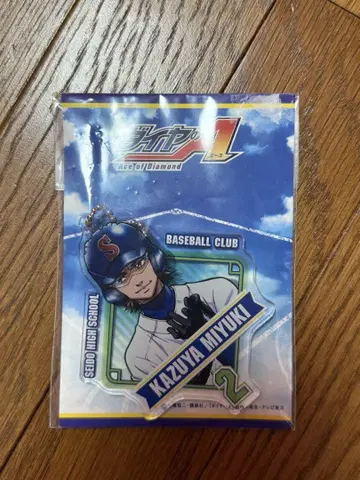 ダイヤのA
エース
Ace of Diamond
BASEBALL CLUB
SEIDO HIGH SCHOOL
S
KAZUYA MIYUKI
2